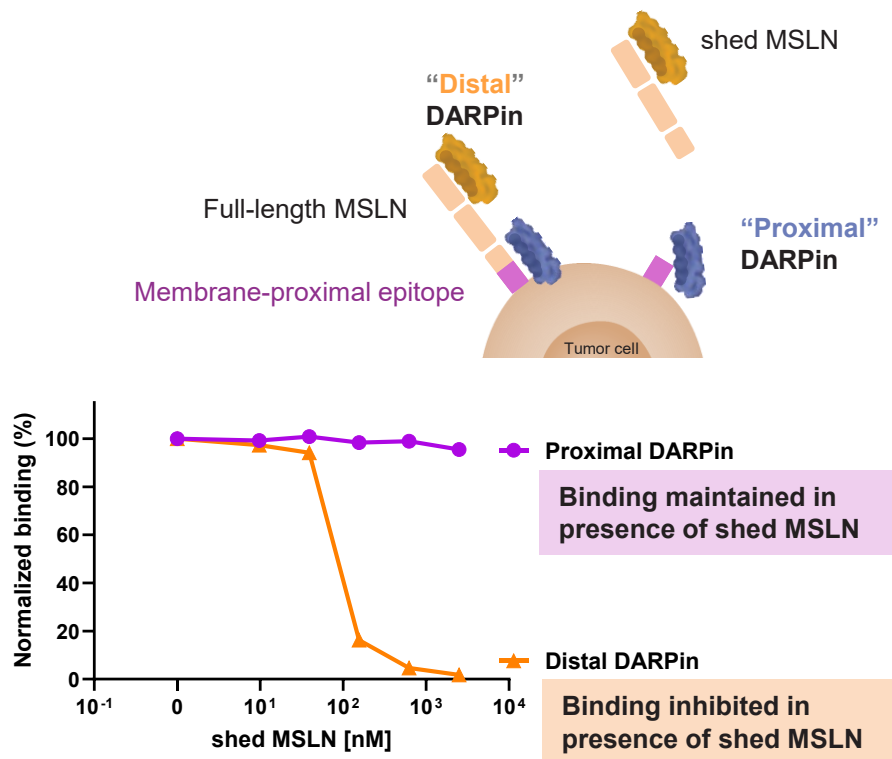 shed MSLN
“Distal”
DARPin
Full-length MSLN
“Proximal”
DARPin
Membrane-proximal epitope
Tumor cell
Normalized binding (%)
100
80
60
40
20
0
10⁻¹
0
10¹
10²
10³
10⁴
shed MSLN [nM]
Proximal DARPin
Binding maintained in
presence of shed MSLN
Distal DARPin
Binding inhibited in
presence of shed MSLN